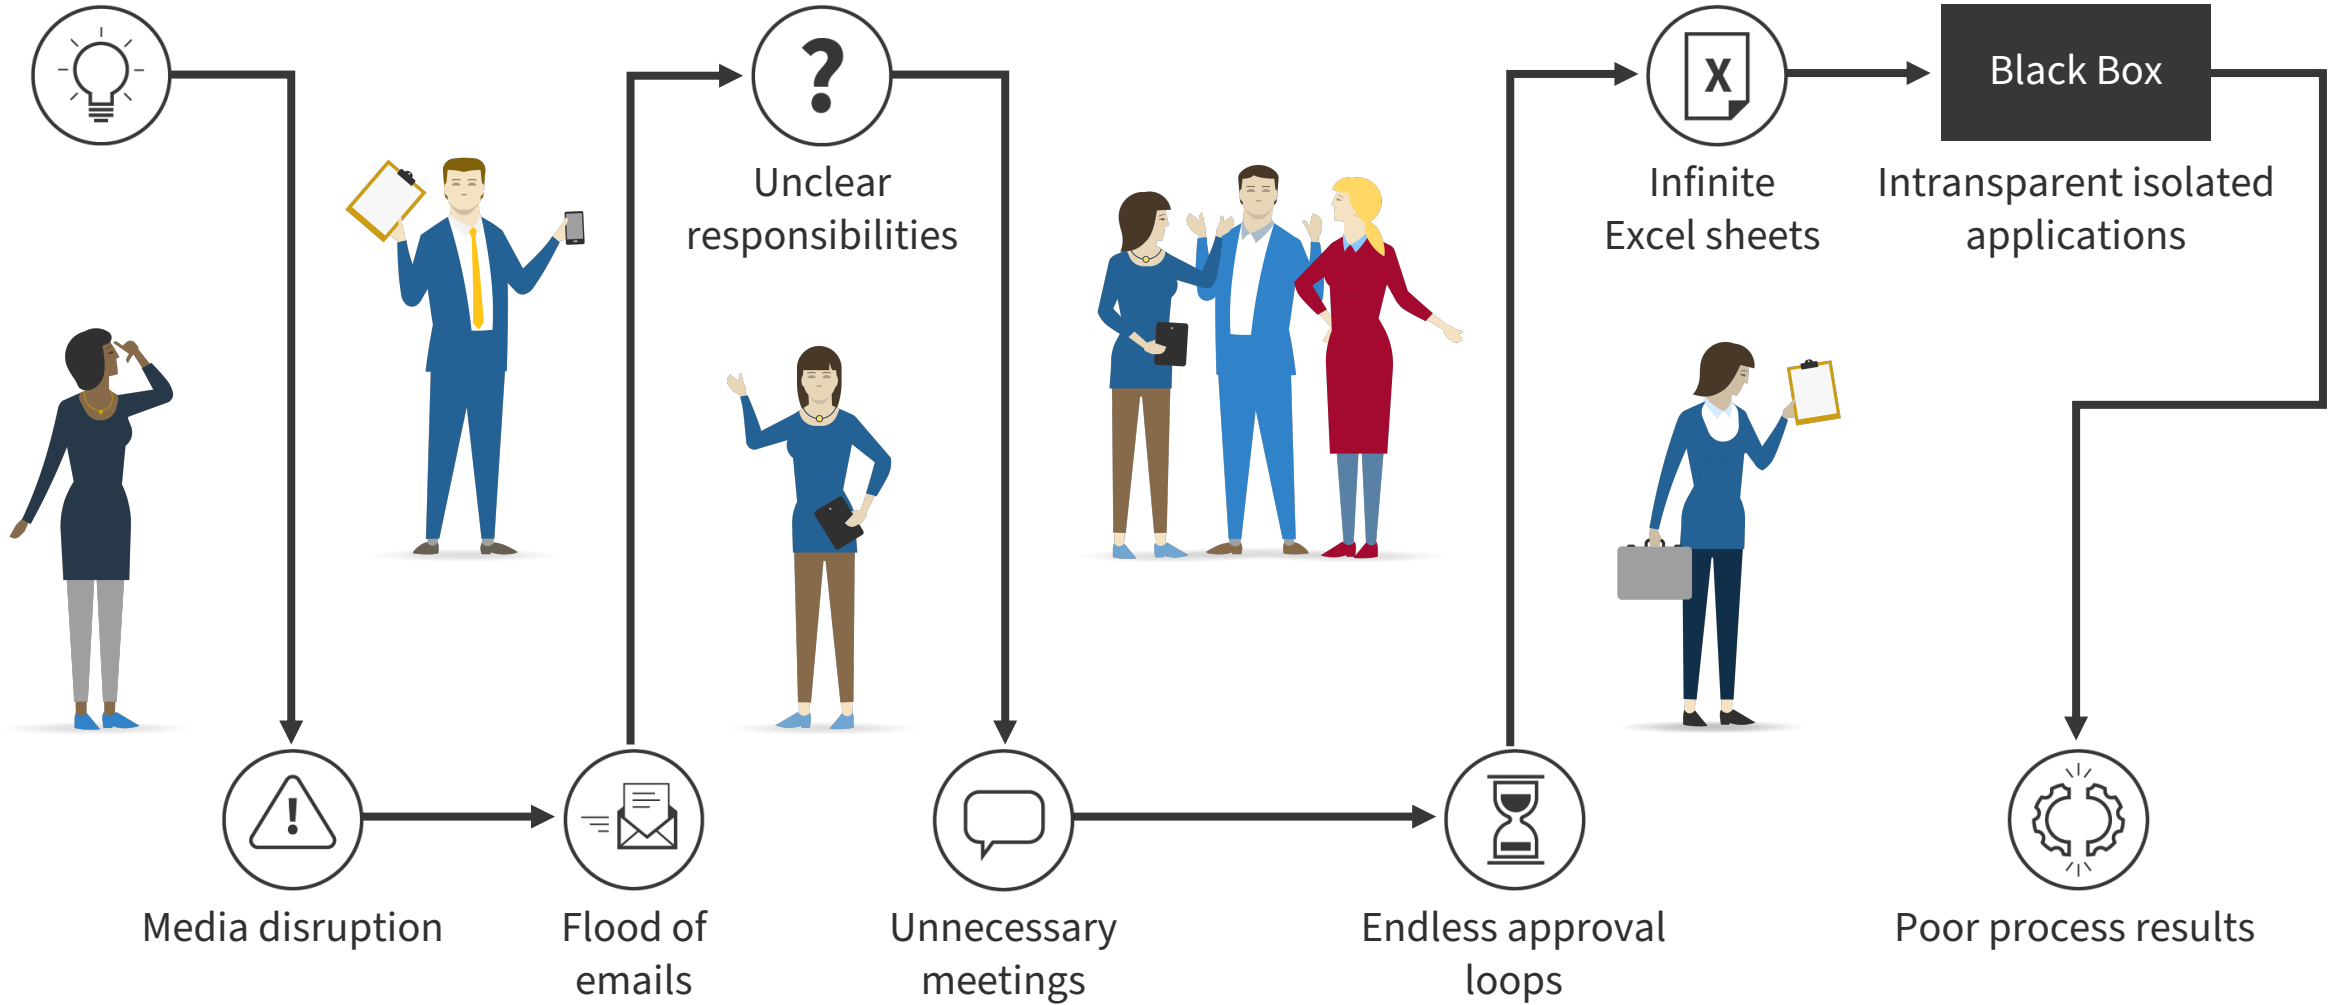 Black Box
Unclear
responsibilities
Infinite
Excel sheets
Intransparent isolated
applications
Media disruption
Flood of
emails
Unnecessary
meetings
Endless approval
loops
Poor process results
?
X
!